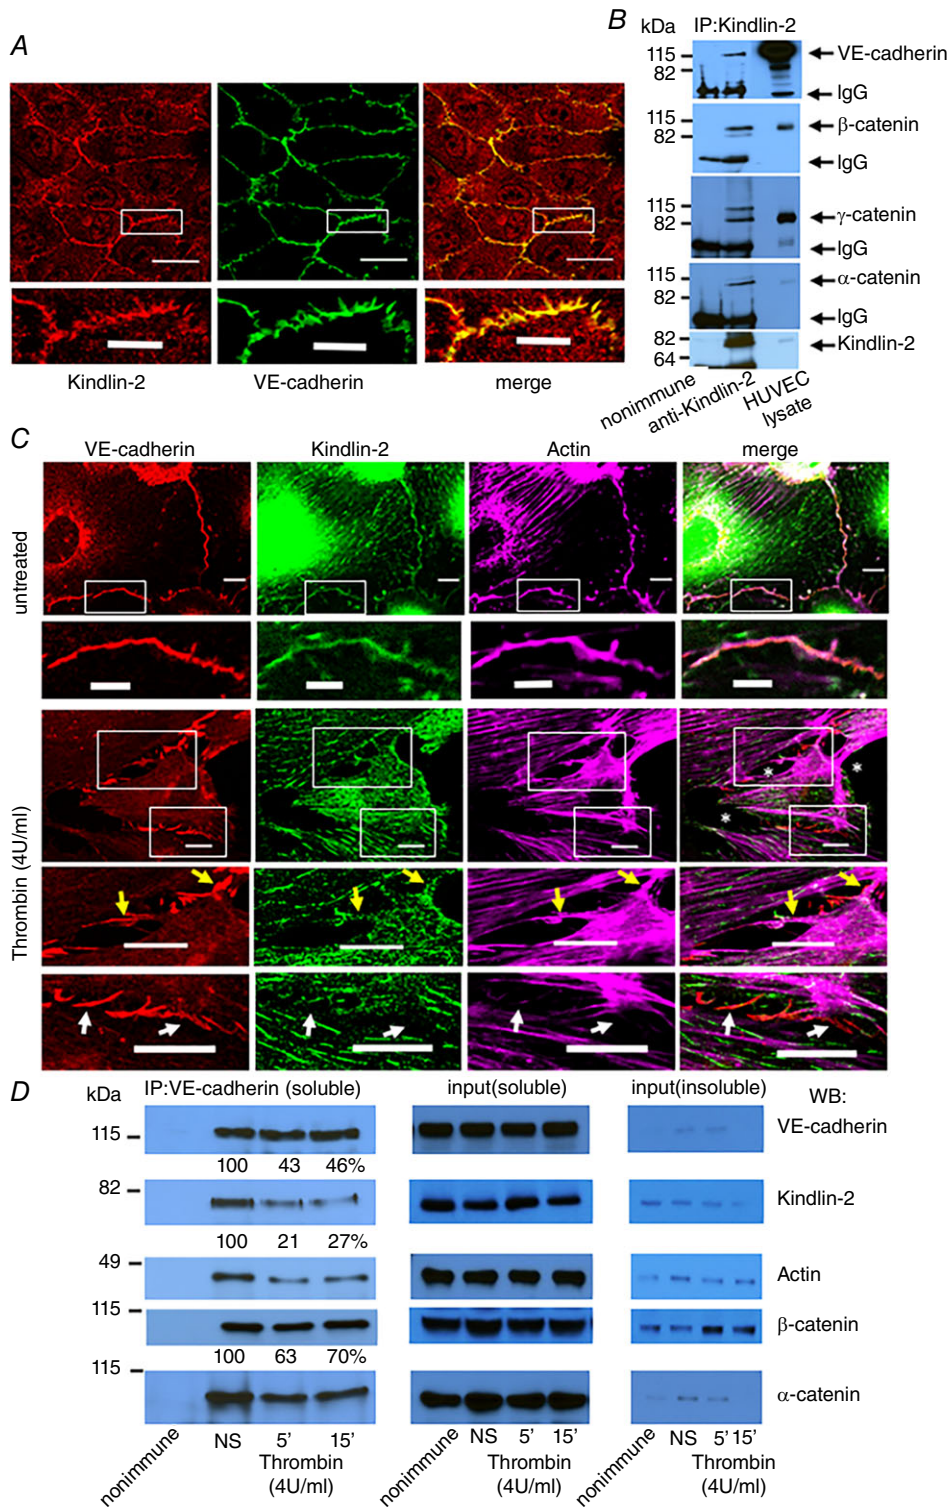 A
Kindlin-2
VE-cadherin
merge
B
kDa
IP:Kindlin-2
115
82
VE-cadherin
IgG
115
82
β-catenin
IgG
115
82
γ-catenin
IgG
115
82
α-catenin
IgG
82
64
Kindlin-2
nonimmune
anti-Kindlin-2
HUVEC
lysate
C
VE-cadherin
Kindlin-2
Actin
merge
untreated
Thrombin (4U/ml)
*
*
*
D
kDa
IP:VE-cadherin (soluble)
input(soluble)
input(insoluble)
WB:
115
VE-cadherin
100 43 46%
82
Kindlin-2
100 21 27%
49
Actin
115
β-catenin
100 63 70%
115
α-catenin
nonimmune NS 5' 15'
Thrombin
(4U/ml)
nonimmune NS 5' 15'
Thrombin
(4U/ml)
nonimmune NS 5' 15'
Thrombin
(4U/ml)